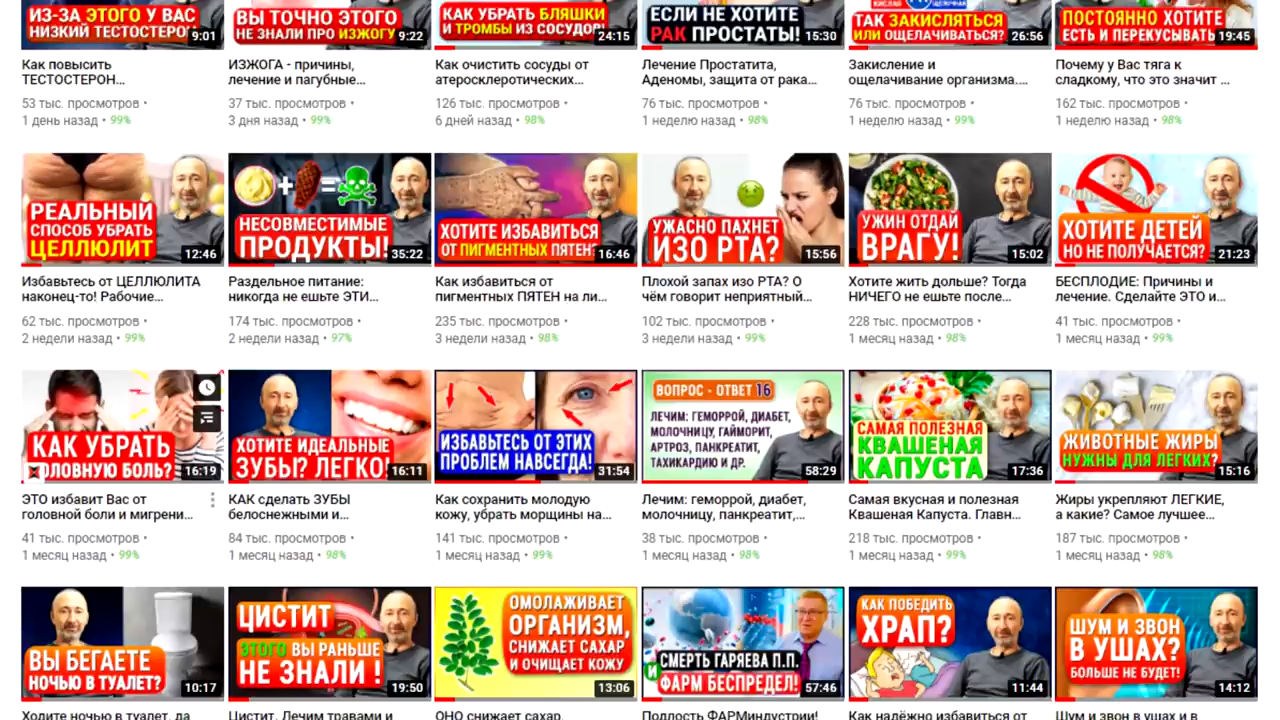 ИЗ-ЗА ЭТОГО У ВАС
НИЗКИЙ ТЕСТОСТЕРО
9:01
Как повысить
ТЕСТОСТЕРОН...
53 тыс. просмотров •
1 день назад • 99%
ВЫ ТОЧНО ЭТОГО
НЕ ЗНАЛИ ПРО ИЗЖОГУ
9:22
ИЗЖОГА - причины,
лечение и пагубные...
37 тыс. просмотров •
3 дня назад • 99%
КАК УБРАТЬ БЛЯШКИ
И ТРОМБЫ ИЗ СОСУДОВ!
24:15
Как очистить сосуды от
атеросклеротических...
126 тыс. просмотров •
6 дней назад • 98%
ЕСЛИ НЕ ХОТИТЕ
РАК ПРОСТАТЫ!
15:30
Лечение Простатита,
Аденомы, защита от рака...
76 тыс. просмотров •
1 неделю назад • 98%
ТАК ЗАКИСЛЯТЬСЯ
ИЛИ ОЩЕЛАЧИВАТЬСЯ?
26:56
Закисление и
ощелачивание организма....
76 тыс. просмотров •
1 неделю назад • 99%
ПОСТОЯННО ХОТИТЕ
ЕСТЬ И ПЕРЕКУСЫВАТЬ
19:45
Почему у Вас тяга к
сладкому, что это значит ...
162 тыс. просмотров •
1 неделю назад • 98%
РЕАЛЬНЫЙ
СПОСОБ УБРАТЬ
ЦЕЛЛЮЛИТ
12:46
Избавьтесь от ЦЕЛЛЮЛИТА
наконец-то! Рабочие...
62 тыс. просмотров •
2 недели назад • 99%
НЕСОВМЕСТИМЫЕ
ПРОДУКТЫ!
35:22
Раздельное питание:
никогда не ешьте ЭТИ...
174 тыс. просмотров •
2 недели назад • 97%
ХОТИТЕ ИЗБАВИТЬСЯ
ОТ ПИГМЕНТНЫХ ПЯТЕН?
16:46
Как избавиться от
пигментных ПЯТЕН на ли...
235 тыс. просмотров •
3 недели назад • 98%
УЖАСНО ПАХНЕТ
ИЗО РТА?
15:56
Плохой запах изо РТА? О
чём говорит неприятный...
102 тыс. просмотров •
3 недели назад • 99%
УЖИН ОТДАЙ
ВРАГУ!
15:02
Хотите жить дольше? Тогда
НИЧЕГО не ешьте после...
228 тыс. просмотров •
1 месяц назад • 98%
ХОТИТЕ ДЕТЕЙ
НО НЕ ПОЛУЧАЕТСЯ?
21:23
БЕСПЛОДИЕ: Причины и
лечение. Сделайте ЭТО и...
41 тыс. просмотров •
1 месяц назад • 99%
КАК УБРАТЬ
ОЛОВНУЮ БОЛЬ?
16:19
ЭТО избавит Вас от
головной боли и мигрени...
41 тыс. просмотров •
1 месяц назад • 99%
ХОТИТЕ ИДЕАЛЬНЫЕ
ЗУБЫ? ЛЕГКО!
16:11
КАК сделать ЗУБЫ
белоснежными и...
84 тыс. просмотров •
1 месяц назад • 98%
ИЗБАВЬТЕСЬ ОТ ЭТИХ
ПРОБЛЕМ НАВСЕГДА!
31:54
Как сохранить молодую
кожу, убрать морщины на...
141 тыс. просмотров •
1 месяц назад • 99%
ВОПРОС - ОТВЕТ 16
ЛЕЧИМ: ГЕМОРРОЙ, ДИАБЕТ,
МОЛОЧНИЦУ, ГАЙМОРИТ,
АРТРОЗ, ПАНКРЕАТИТ,
ТАХИКАРДИЮ И ДР.
58:29
Лечим: геморрой, диабет,
молочницу, панкреатит,...
38 тыс. просмотров •
1 месяц назад • 98%
САМАЯ ПОЛЕЗНАЯ
КВАШЕНАЯ
КАПУСТА
17:36
Самая вкусная и полезная
Квашеная Капуста. Главн...
218 тыс. просмотров •
1 месяц назад • 99%
ЖИВОТНЫЕ ЖИРЫ
НУЖНЫ ДЛЯ ЛЕГКИХ?
15:16
Жиры укрепляют ЛЕГКИЕ,
а какие? Самое лучшее...
187 тыс. просмотров •
1 месяц назад • 98%
ВЫ БЕГАЕТЕ
НОЧЬЮ В ТУАЛЕТ?
10:17
Ходите ночью в туалет, да
ЦИСТИТ
ЭТОГО ВЫ РАНЬШЕ
НЕ ЗНАЛИ !
19:50
Цистит. Лечим травами и
ОМОЛАЖИВАЕТ
ОРГАНИЗМ,
СНИЖАЕТ САХАР
И ОЧИЩАЕТ КОЖУ
13:06
ОНО снижает сахар,
СМЕРТЬ ГАРЯЕВА П.П.
И ФАРМ БЕСПРЕДЕЛ!
57:46
Подлость ФАРМиндустрии!
КАК ПОБЕДИТЬ
ХРАП?
11:44
Как надёжно избавиться от
ШУМ И ЗВОН
В УШАХ?
БОЛЬШЕ НЕ БУДЕТ!
14:12
Шум и звон в ушах и в